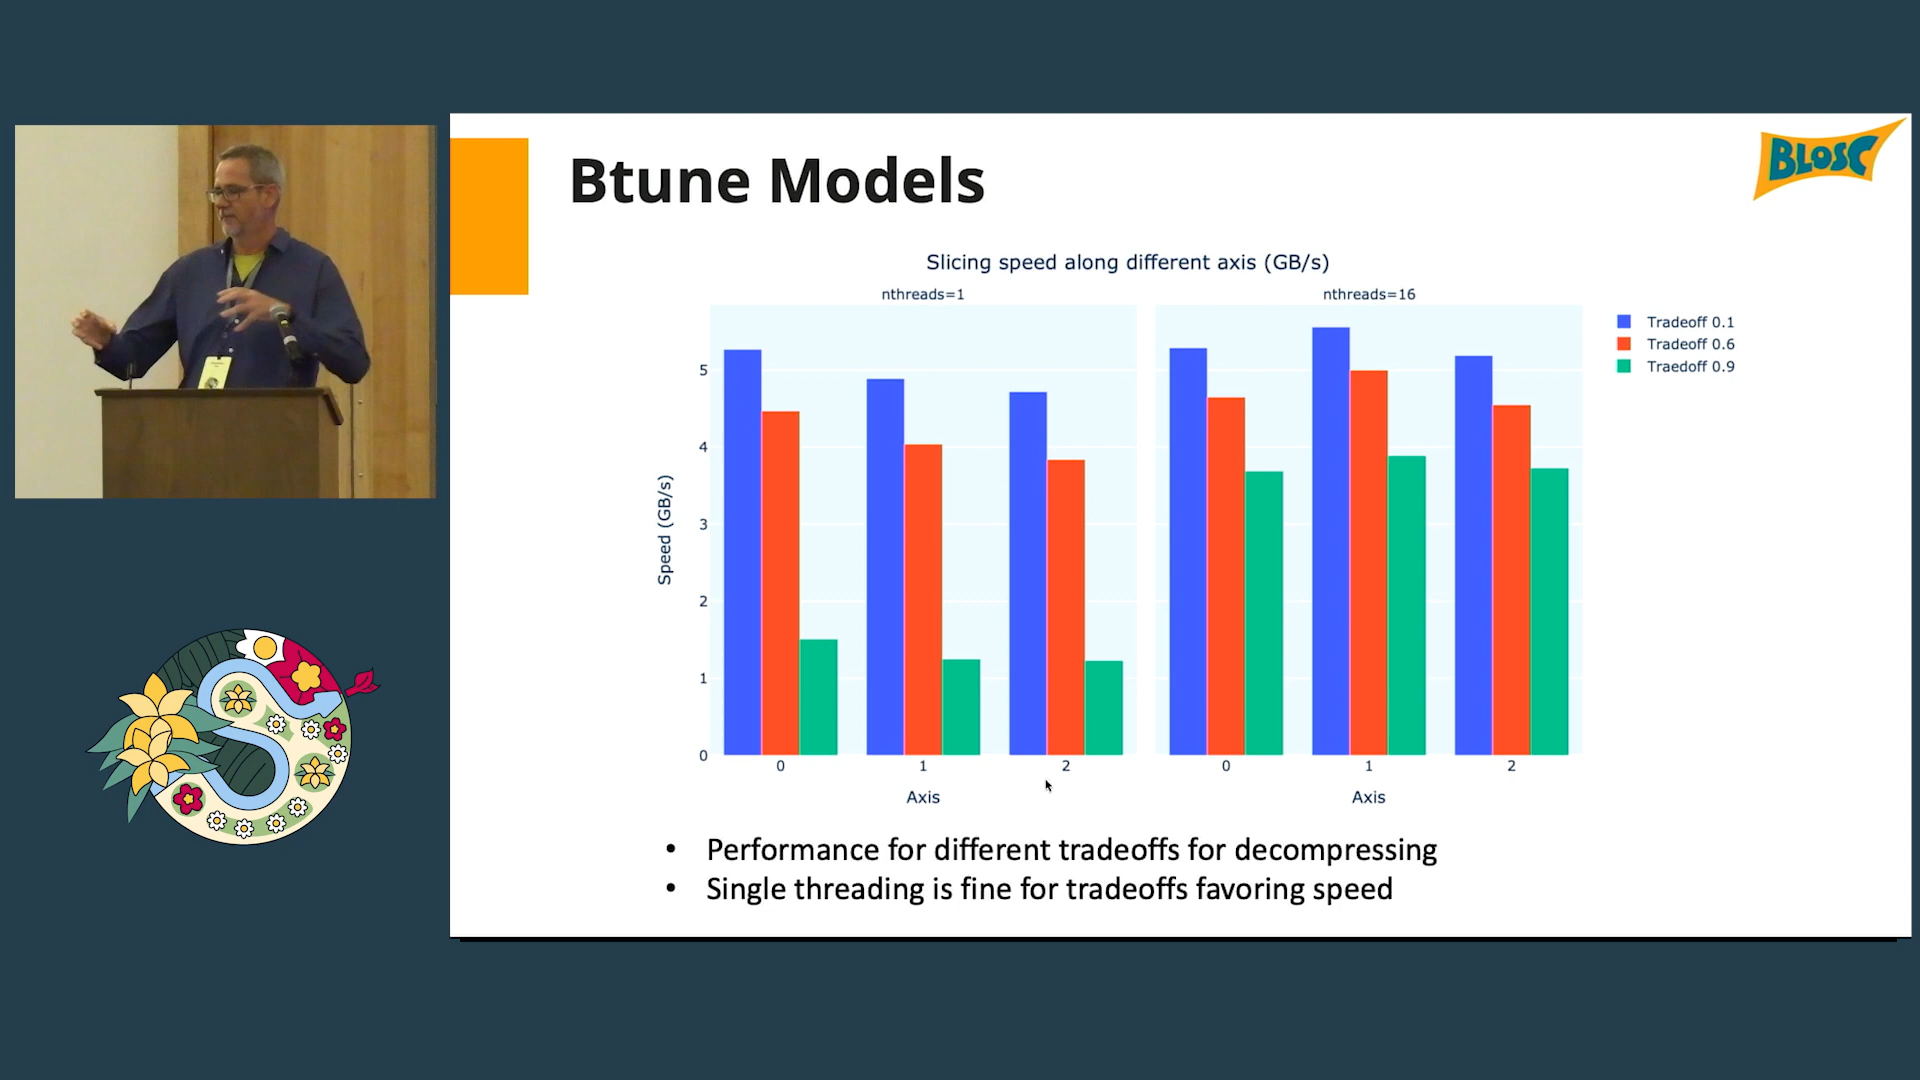 BLOSC
Btune Models
Slicing speed along different axis (GB/s)
nthreads=1
nthreads=16
Tradeoff 0.1
Tradeoff 0.6
Traedoff 0.9
Speed (GB/s)
5
4
3
2
1
0
0 1 2
Axis
0 1 2
Axis
• Performance for different tradeoffs for decompressing
• Single threading is fine for tradeoffs favoring speed